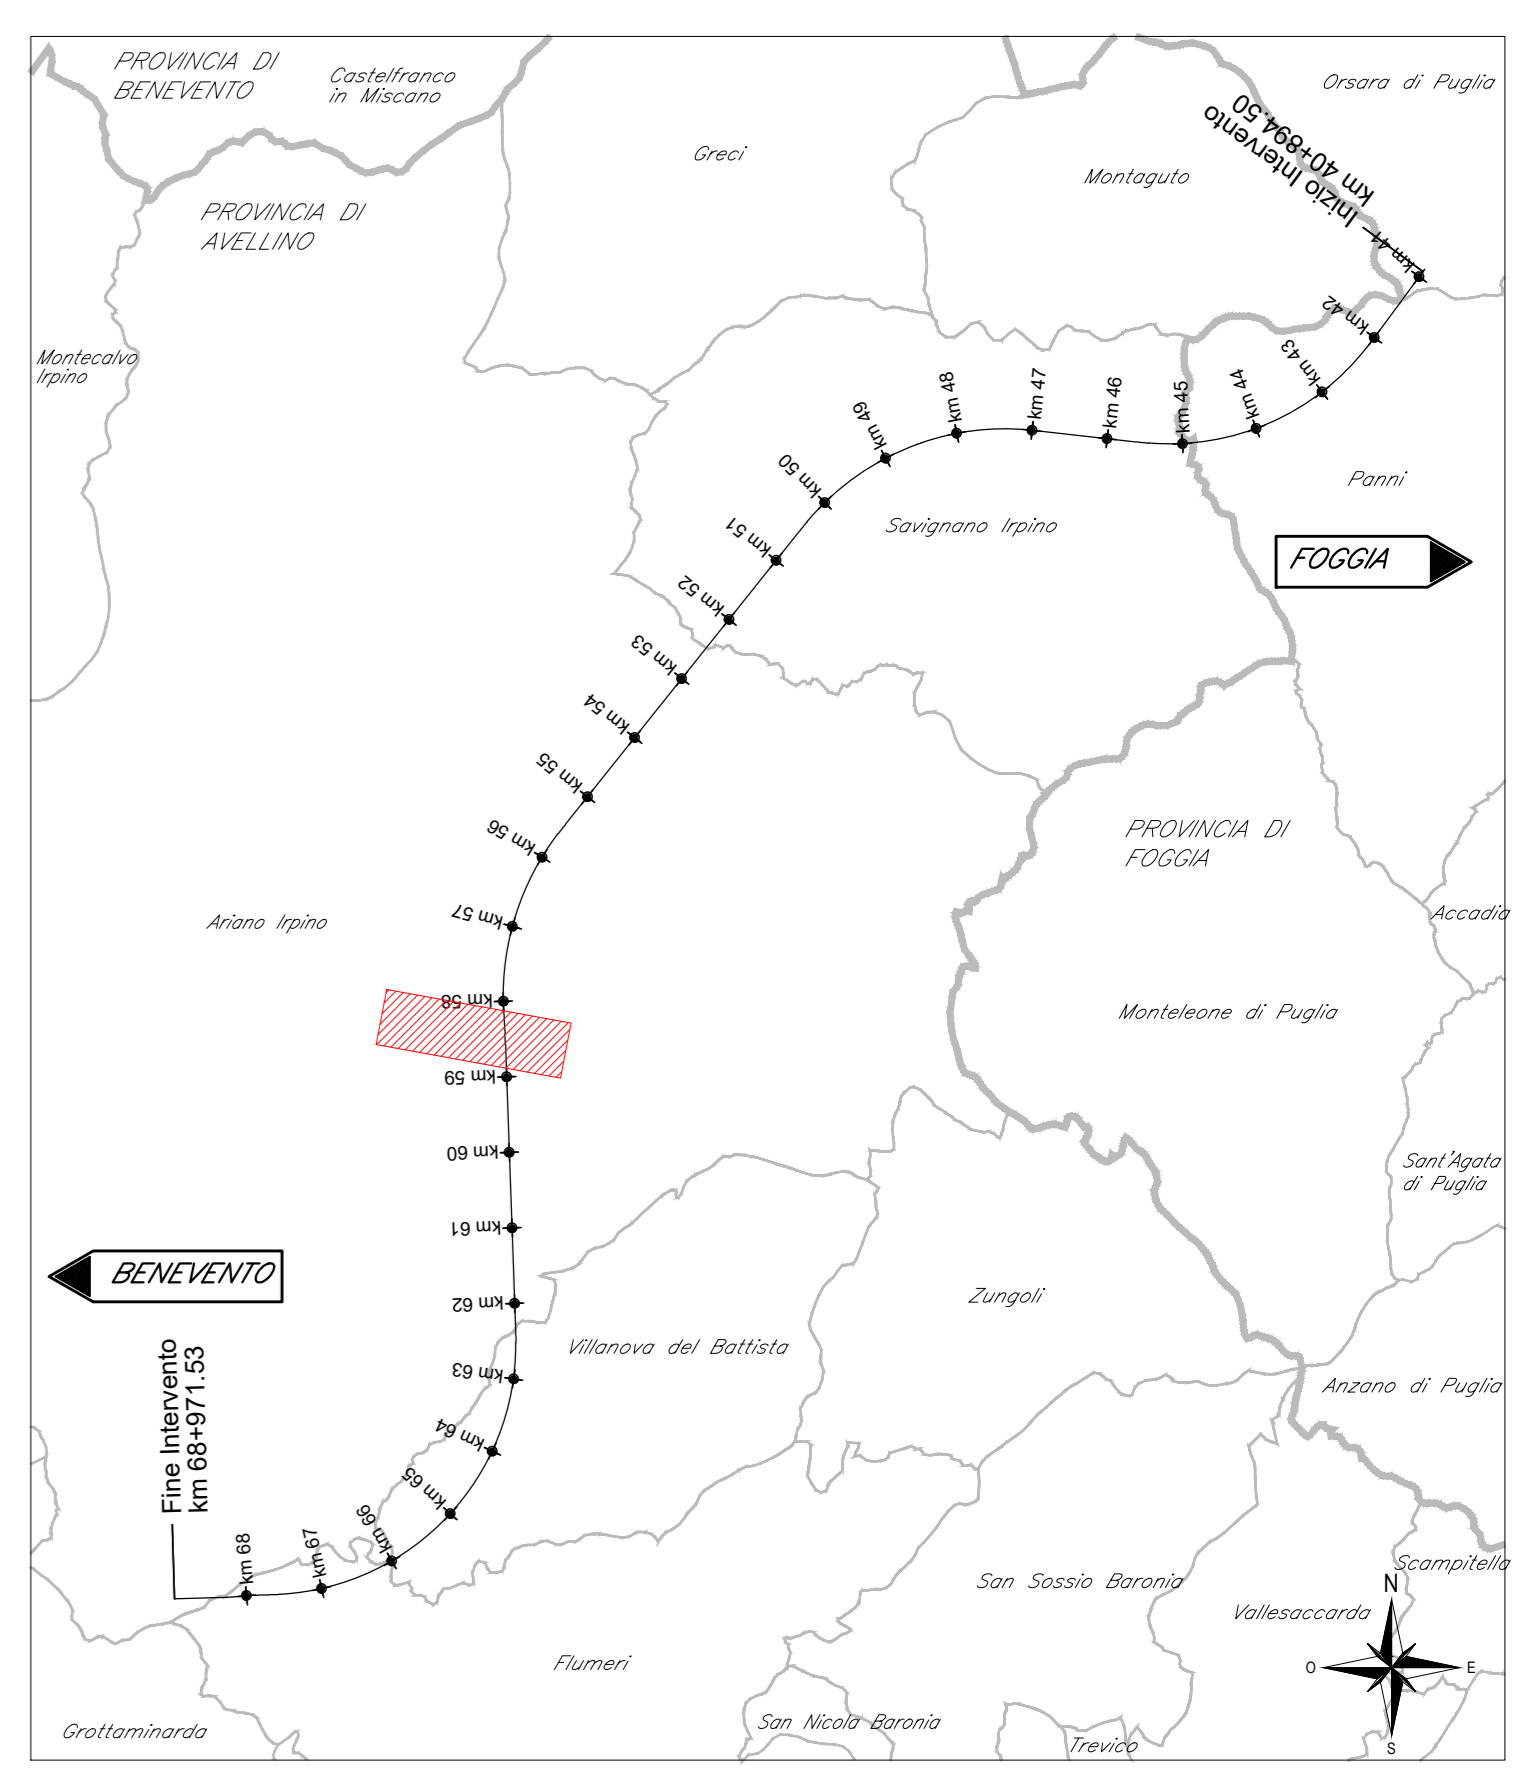 PROVINCIA DI
BENEVENTO
Castelfranco
in Miscano
Orsara di Puglia
Greci
Montaguto
Inizio Intervento
km 40+894.50
PROVINCIA DI
AVELLINO
km 41
km 42
km 43
km 44
km 45
km 46
km 47
km 48
km 49
km 50
km 51
km 52
km 53
km 54
km 55
km 56
km 57
km 58
km 59
km 60
km 61
km 62
km 63
km 64
km 65
km 66
km 67
km 68
Montecalvo
Irpino
Panni
Savignano Irpino
FOGGIA
PROVINCIA DI
FOGGIA
Ariano Irpino
Accadia
Monteleone di Puglia
Sant'Agata
di Puglia
BENEVENTO
Zungoli
Villanova del Battista
Fine Intervento
km 68+971.53
Anzano di Puglia
Scampitella
San Sossio Baronia
Vallesaccarda
Flumeri
Grottaminarda
San Nicola Baronia
Trevico
N
O
E
S